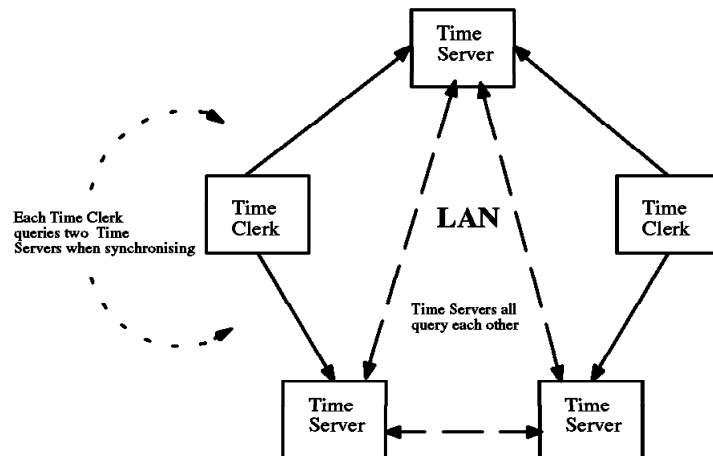 Time
Server
Time
Clerk
Each Time Clerk
queries two Time
Servers when synchronising
LAN
Time
Clerk
Time Servers all
query each other
Time
Server
Time
Server